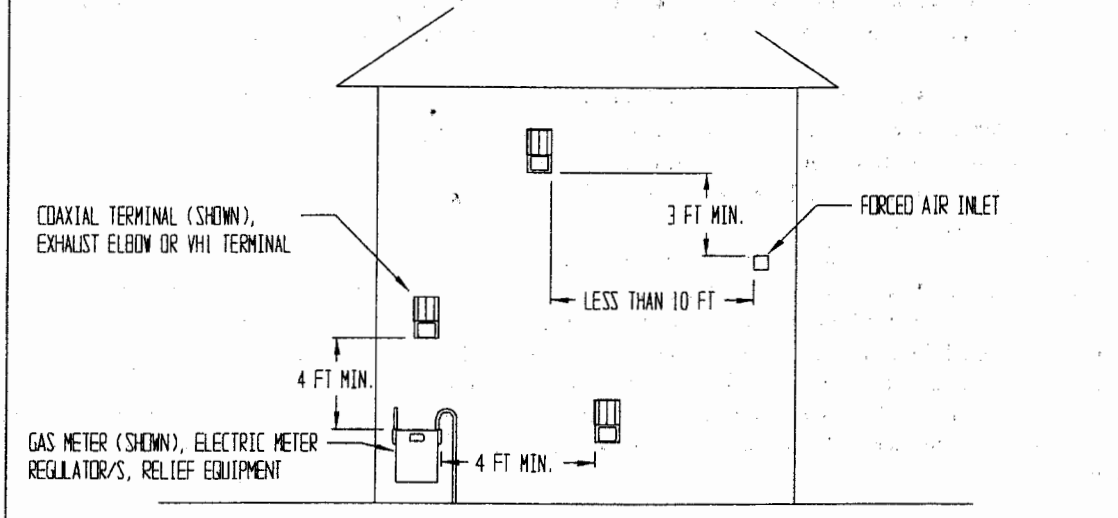 COAXIAL TERMINAL (SHOWN),
EXHAUST ELBOW OR VH1 TERMINAL
3 FT MIN.
FORCED AIR INLET
LESS THAN 10 FT
4 FT MIN.
GAS METER (SHOWN), ELECTRIC METER
REGULATOR/S, RELIEF EQUIPMENT
4 FT MIN.